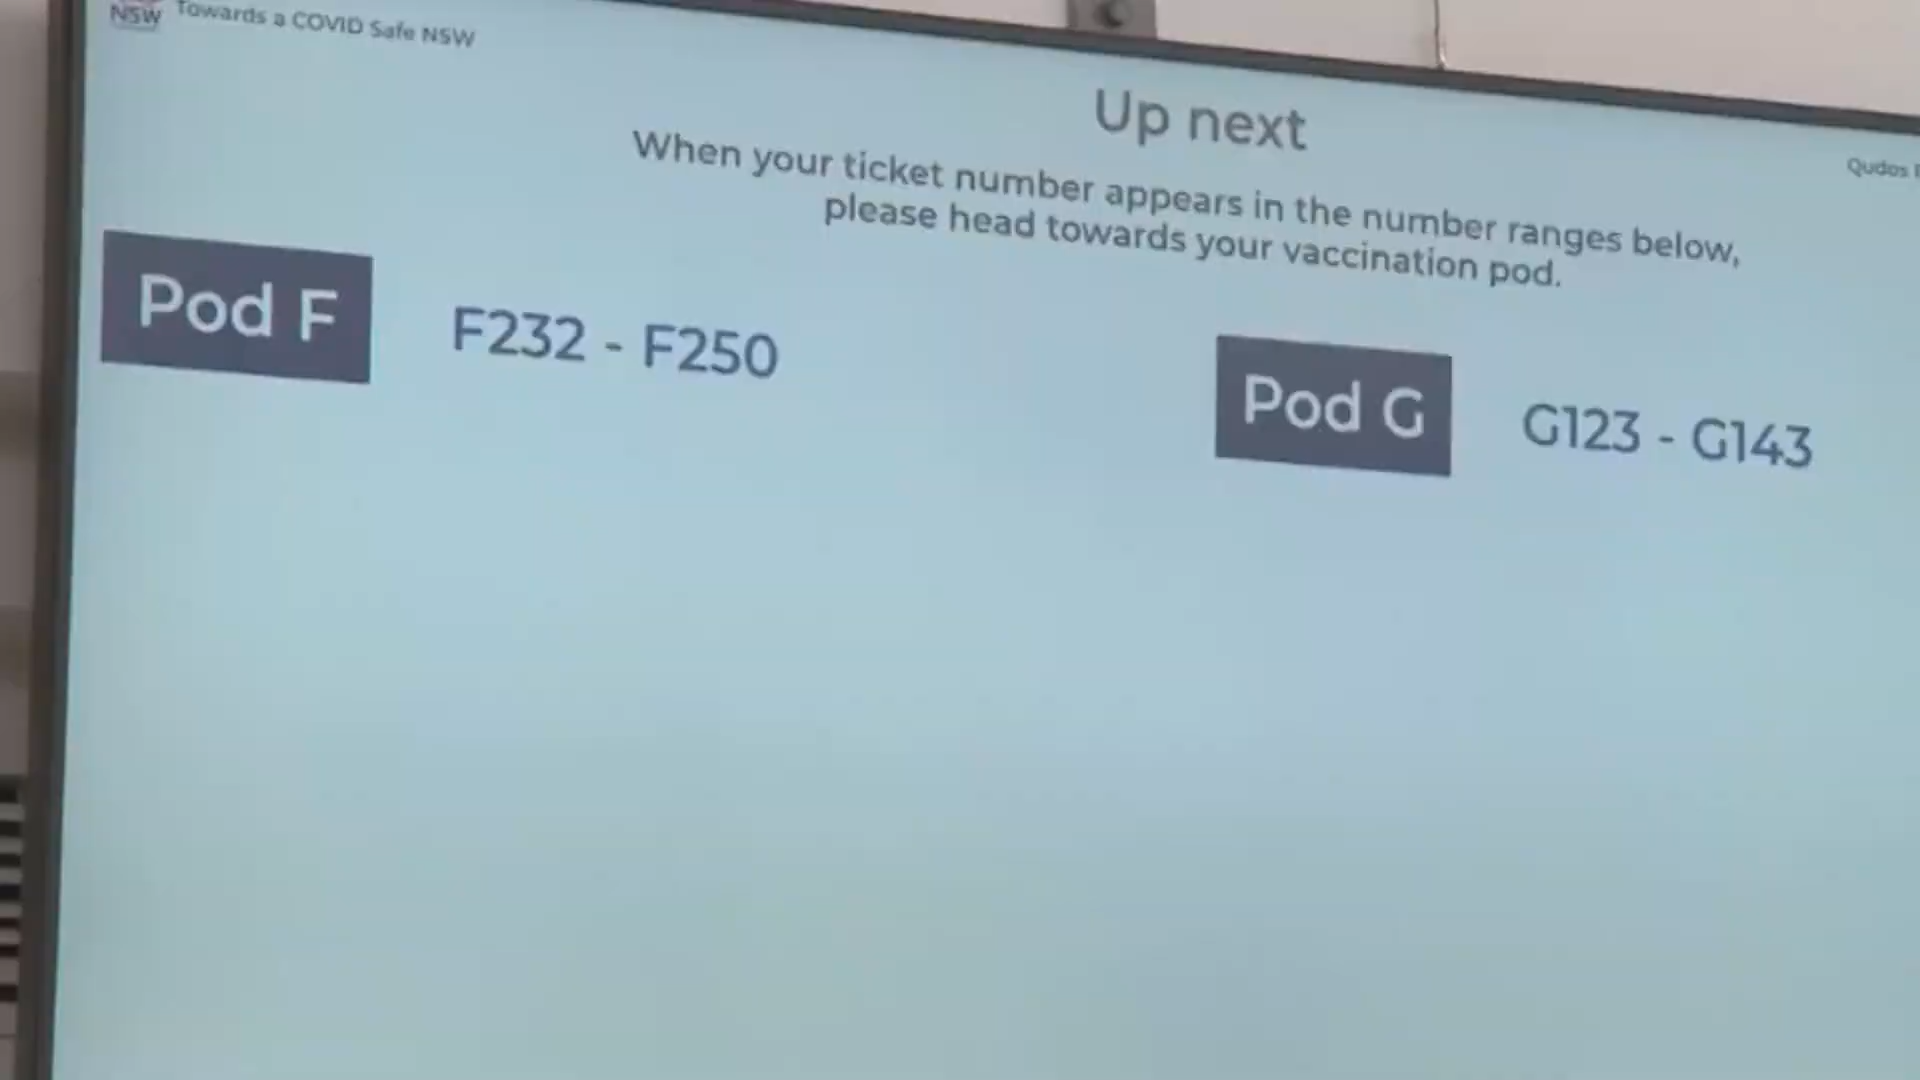 NSW
Towards a COVID Safe NSW
Up next
Qudos
When your ticket number appears in the number ranges below,
please head towards your vaccination pod.
Pod F
F232 - F250
Pod G
G123 - G143